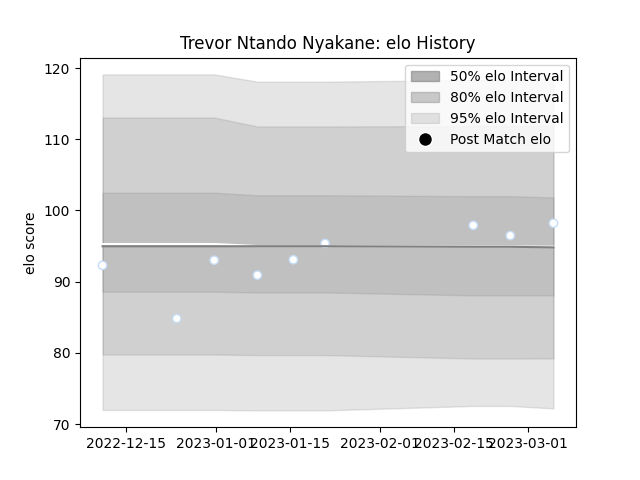 Trevor Ntando Nyakane: elo History
50% elo Interval
80% elo Interval
95% elo Interval
Post Match elo
elo score
120
110
100
90
80
70
2022-12-15 2023-01-01 2023-01-15 2023-02-01 2023-02-15 2023-03-01